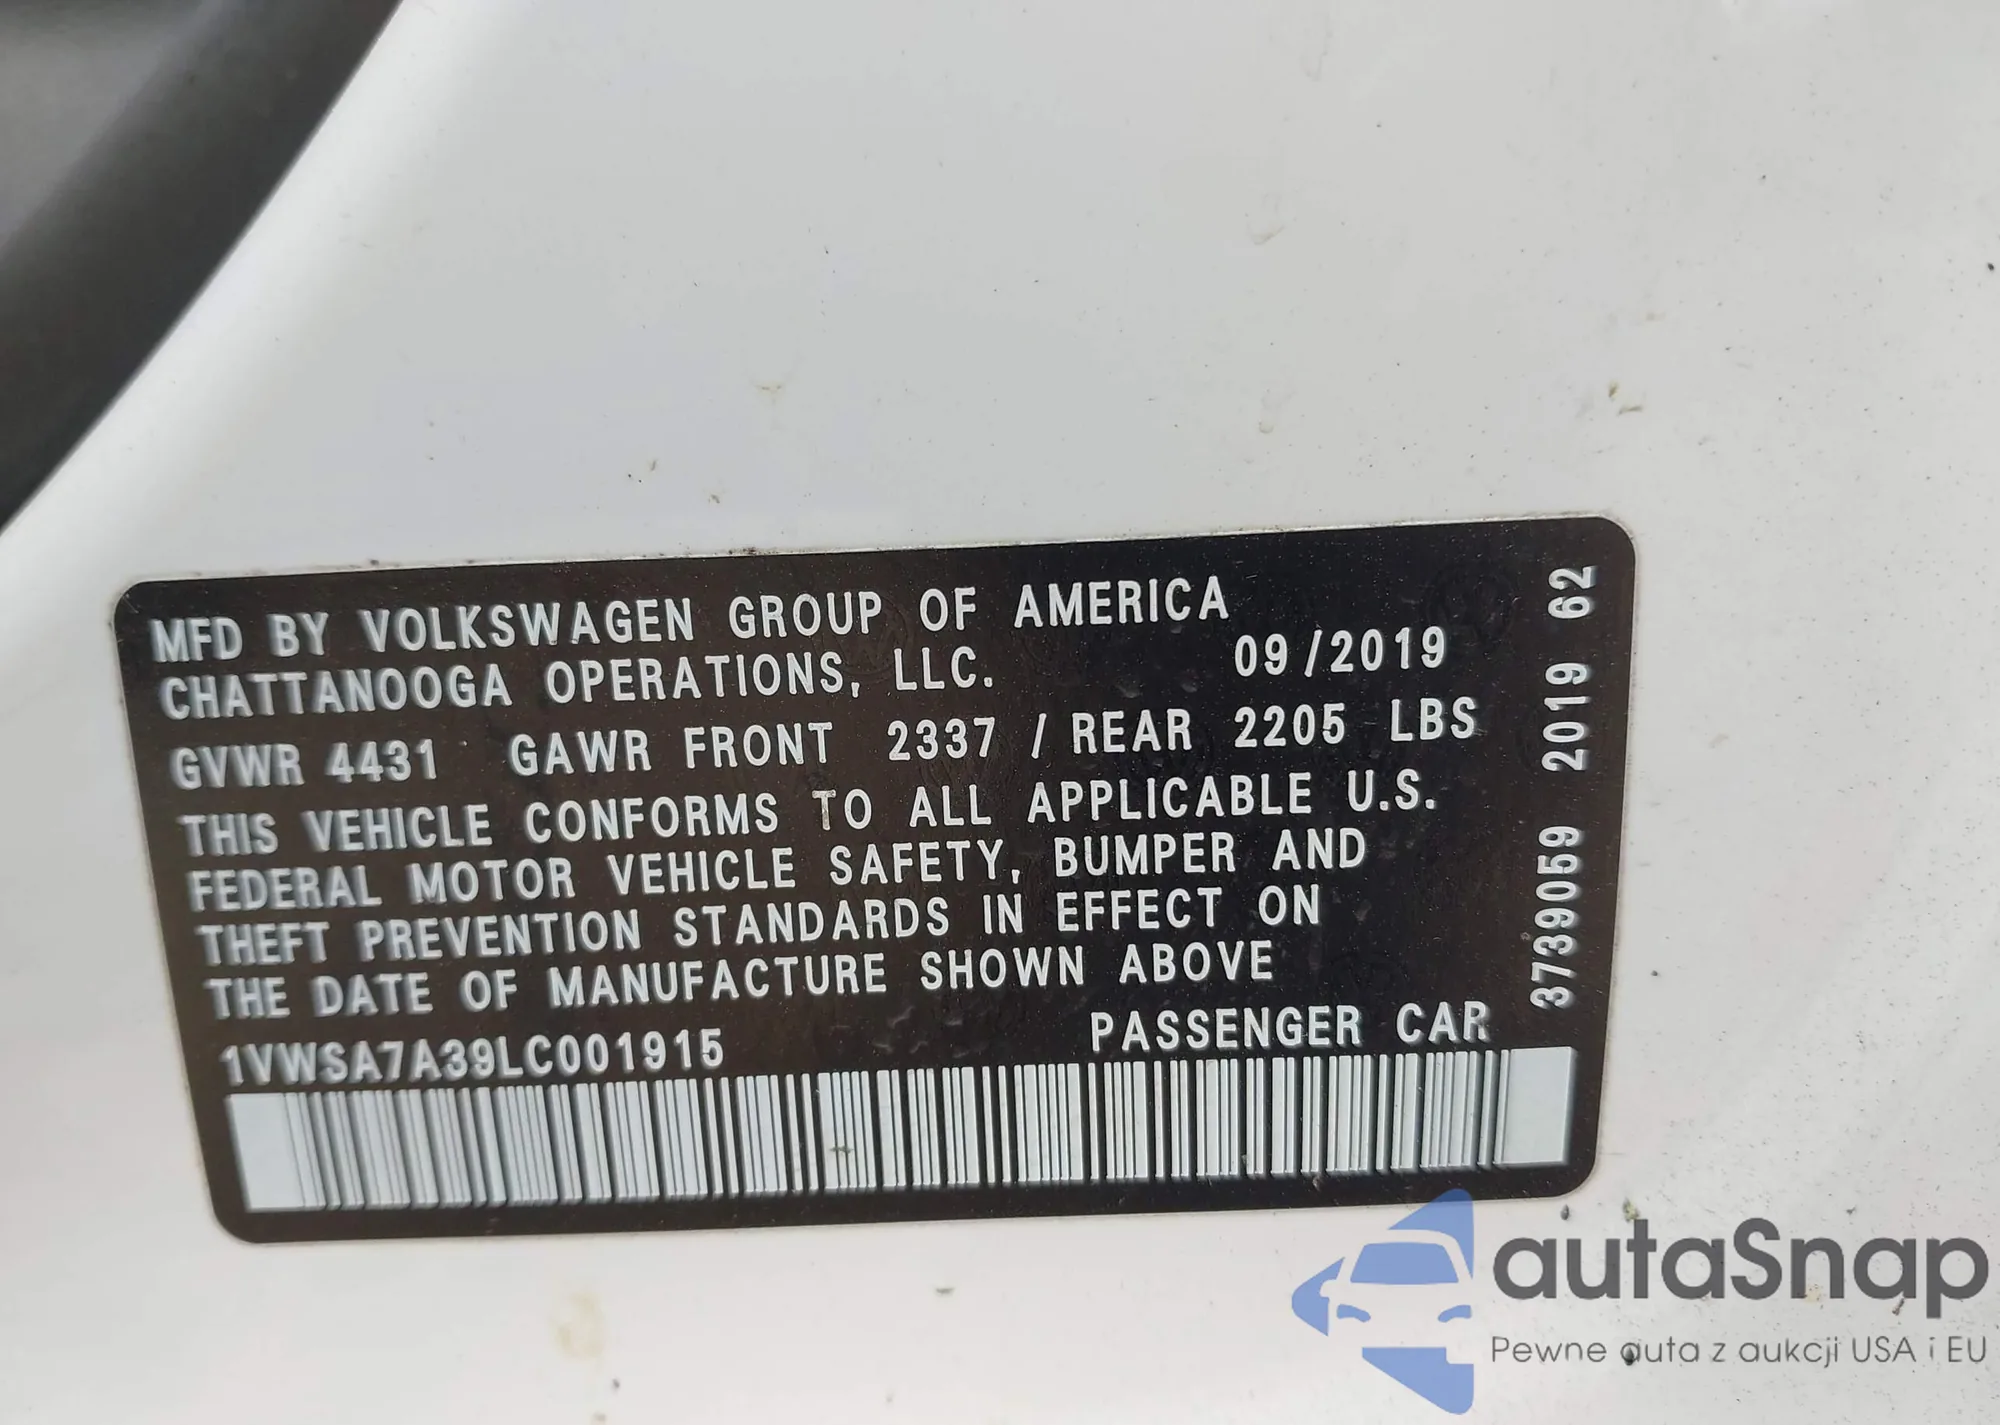 MFD BY VOLKSWAGEN GROUP OF AMERICA
CHATTANOOGA OPERATIONS, LLC. 09/2019
GVWR 4431 GAWR FRONT 2337 / REAR 2205 LBS
THIS VEHICLE CONFORMS TO ALL APPLICABLE U.S.
FEDERAL MOTOR VEHICLE SAFETY, BUMPER AND
THEFT PREVENTION STANDARDS IN EFFECT ON
THE DATE OF MANUFACTURE SHOWN ABOVE
1VWSA7A39LC001915 PASSENGER CAR
3739059 2019 62
autaSnap
Pewne auta z aukcji USA i EU